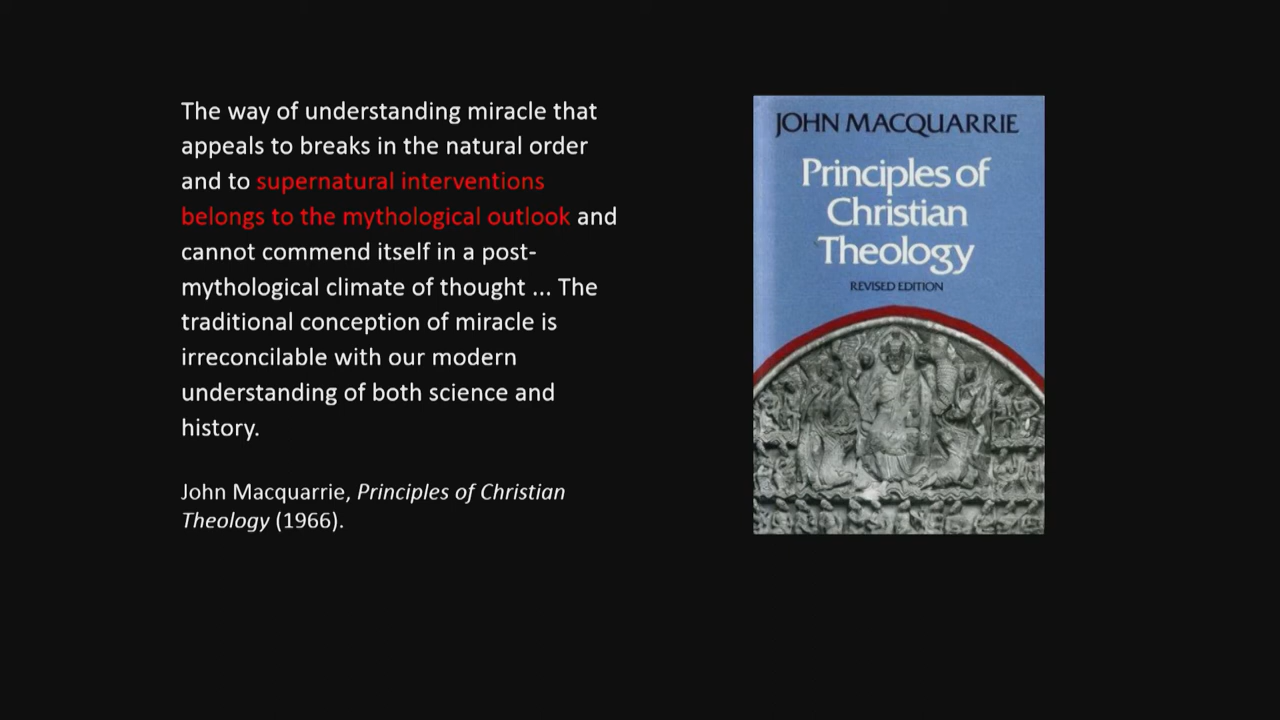 The way of understanding miracle that
appeals to breaks in the natural order
and to supernatural interventions
belongs to the mythological outlook and
cannot commend itself in a post-
mythological climate of thought ... The
traditional conception of miracle is
irreconcilable with our modern
understanding of both science and
history.
John Macquarrie, Principles of Christian
Theology (1966).
JOHN MACQUARRIE
Principles of
Christian
Theology
REVISED EDITION